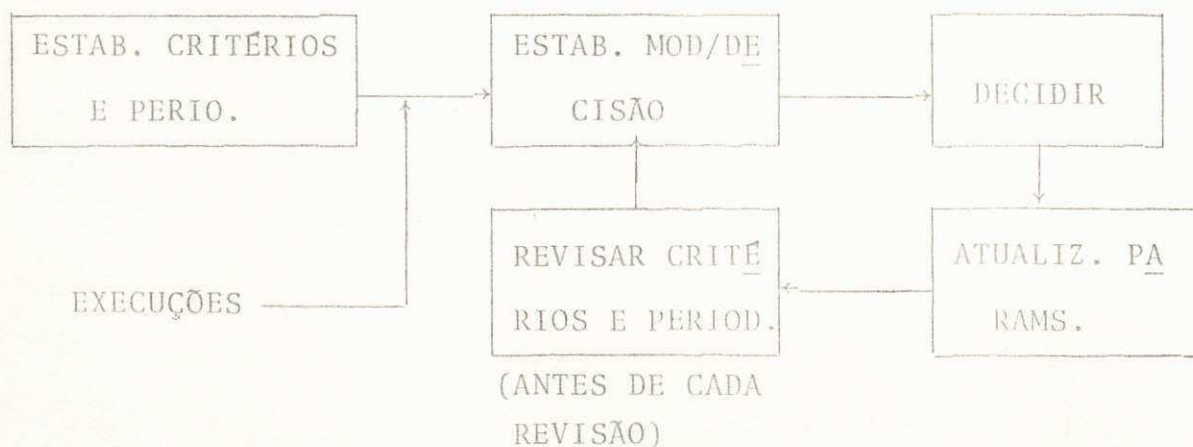 ESTAB. CRITÉRIOS
E PERIO.
ESTAB. MOD/DE
CISÃO
DECIDIR
EXECUÇÕES
REVISAR CRITÉ
RIOS E PERIOD.
(ANTES DE CADA
REVISÃO)
ATUALIZ. PA
RAMS.